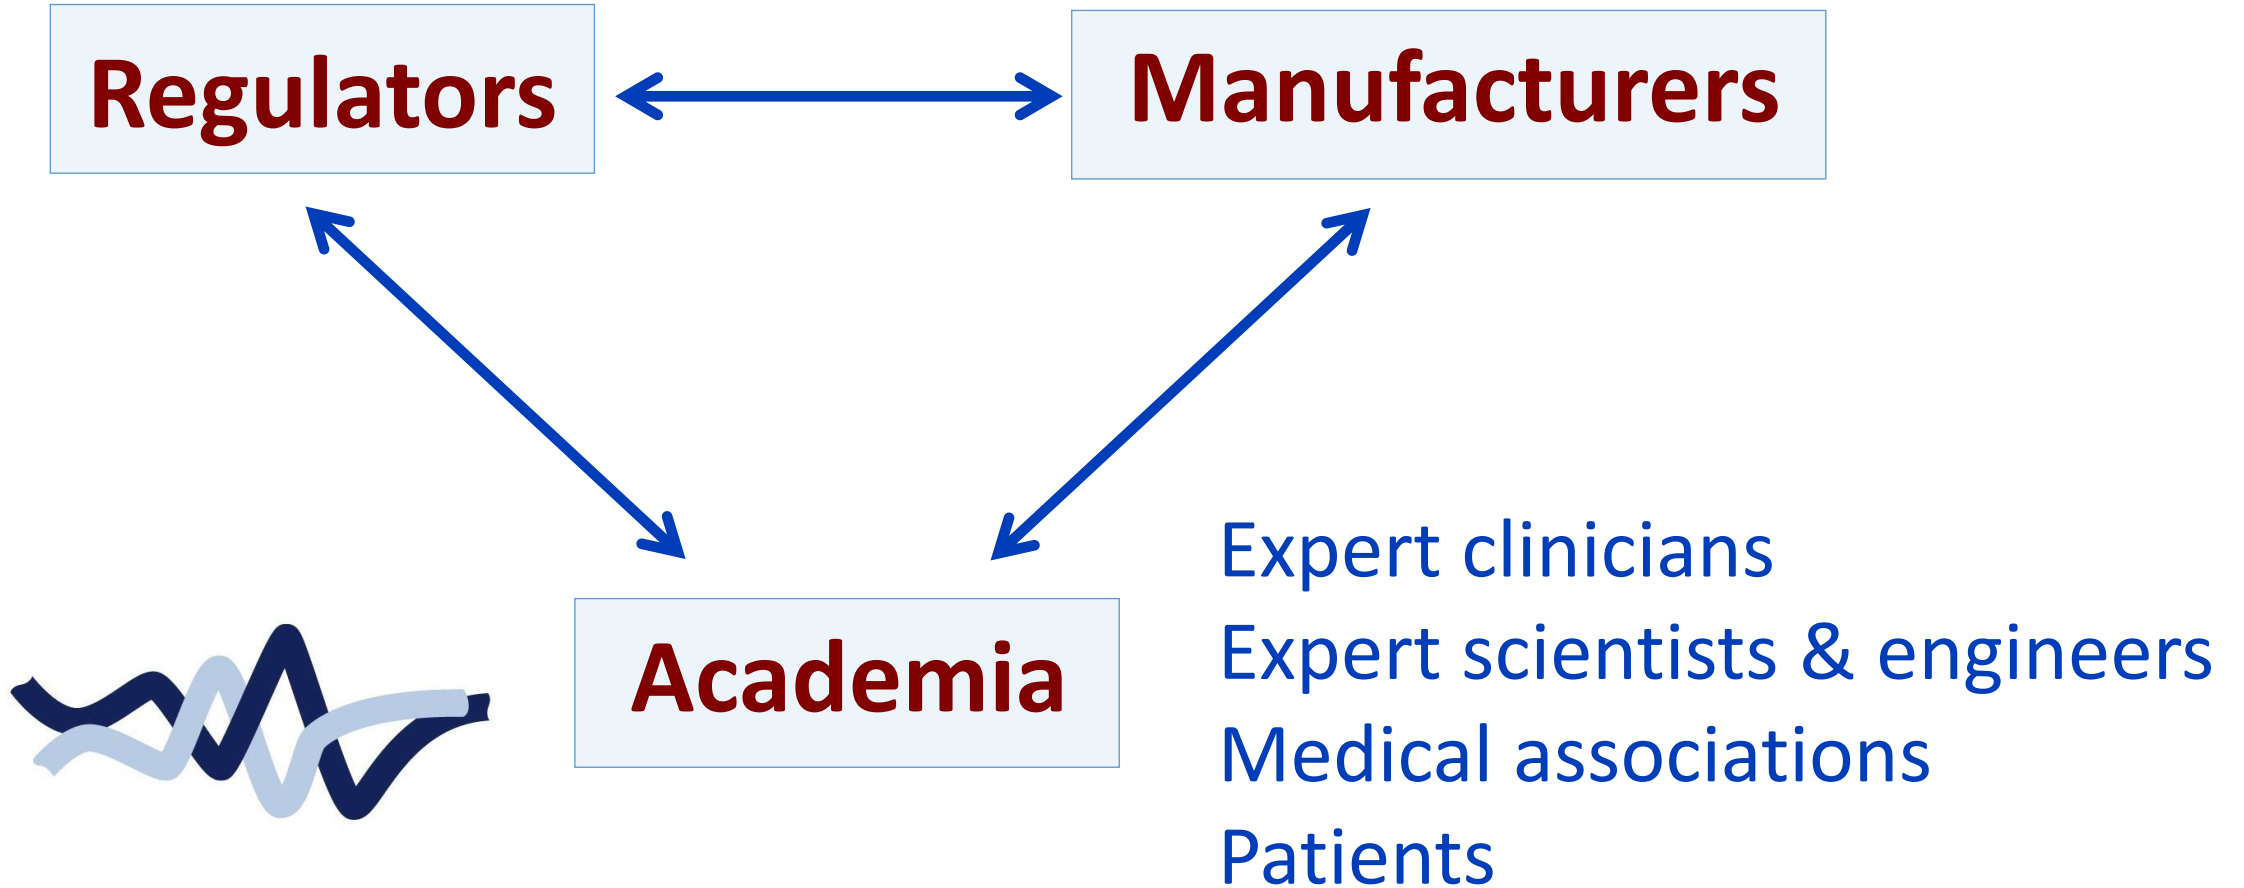 Regulators
Manufacturers
Academia
Expert clinicians
Expert scientists & engineers
Medical associations
Patients